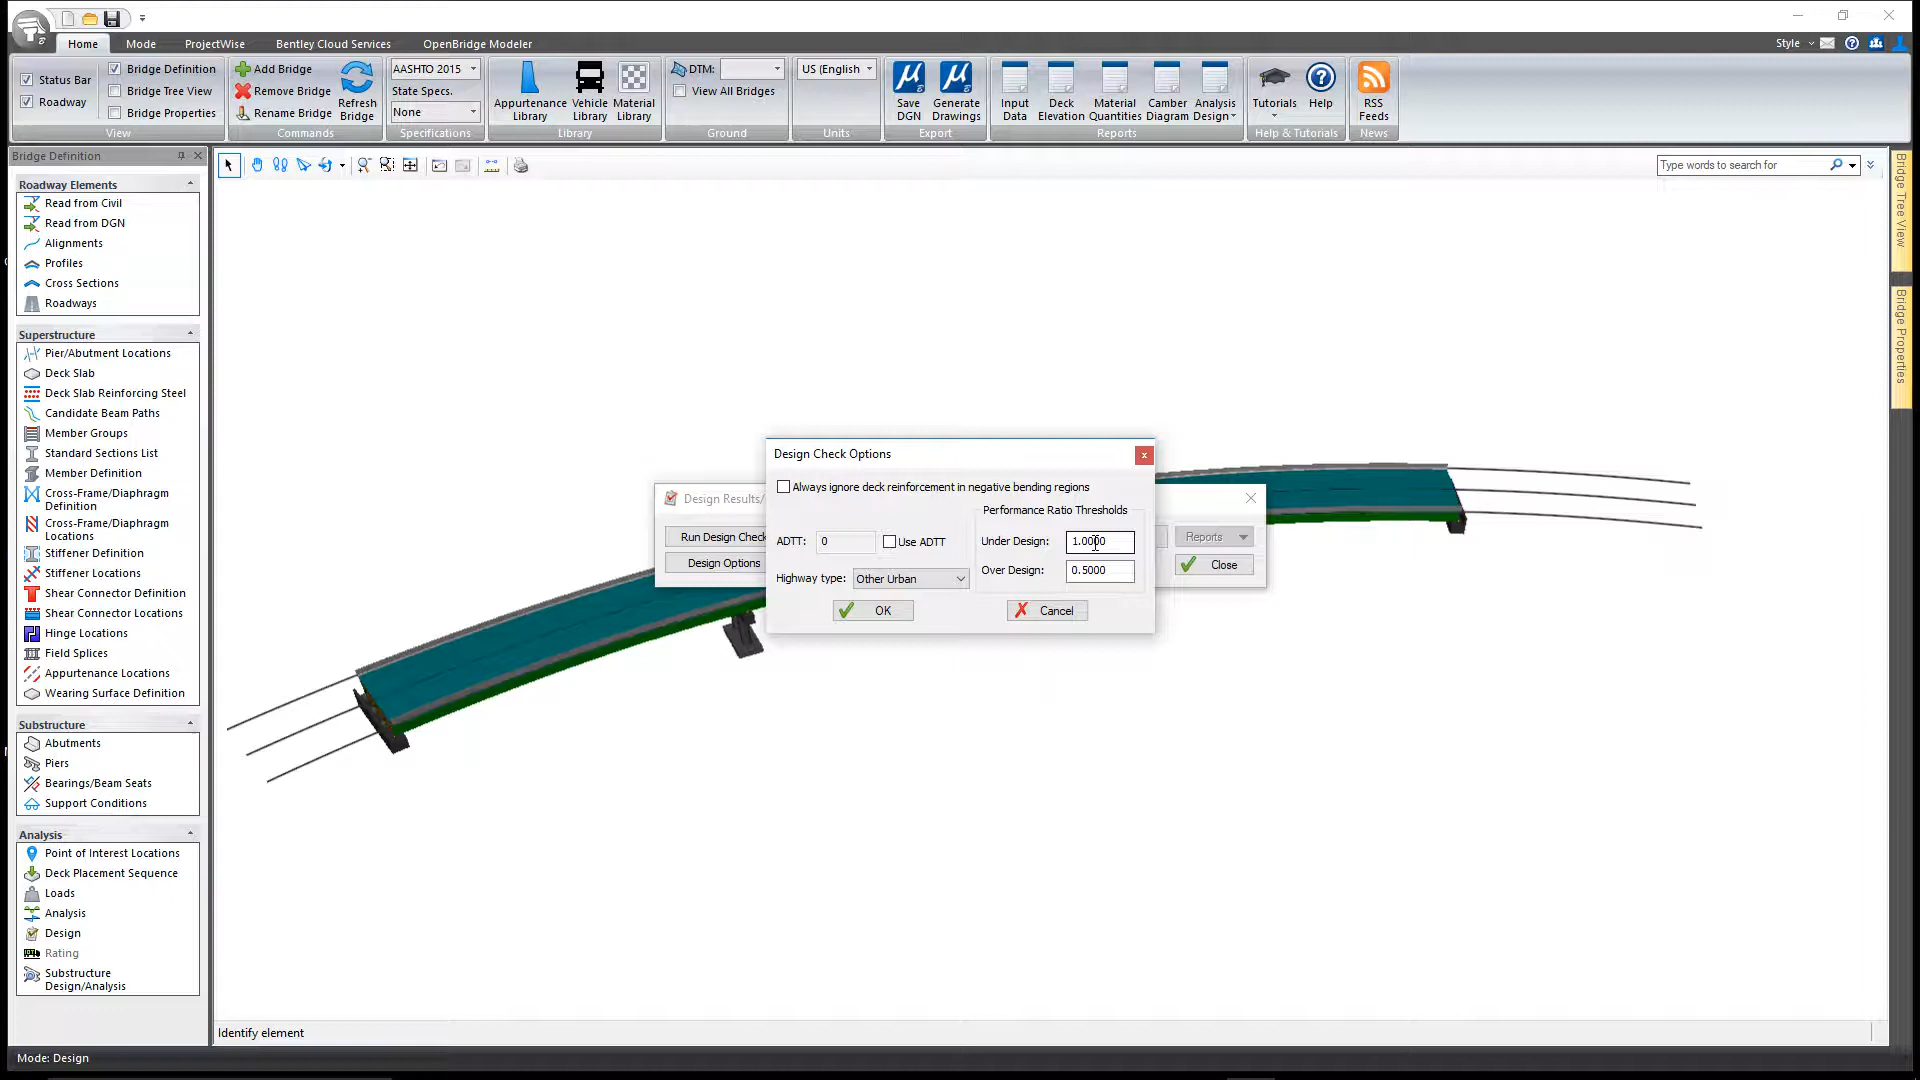 Home
Mode
ProjectWise
Bentley Cloud Services
OpenBridge Modeler
Style
Status Bar
Roadway
Bridge Definition
Bridge Tree View
Bridge Properties
View
Add Bridge
Remove Bridge
Rename Bridge
Refresh
Bridge
Commands
AASHTO 2015
State Specs.
None
Specifications
Appurtenance
Library
Vehicle
Library
Material
Library
Library
DTM:
View All Bridges
Ground
US (English
Units
Save
DGN
Generate
Drawings
Export
Input
Data
Deck
Elevation
Material
Quantities
Camber
Diagram
Analysis
Design
Reports
Tutorials
Help
Help & Tutorials
RSS
Feeds
News
Bridge Definition
Type words to search for
Roadway Elements
Read from Civil
Read from DGN
Alignments
Profiles
Cross Sections
Roadways
Superstructure
Pier/Abutment Locations
Deck Slab
Deck Slab Reinforcing Steel
Candidate Beam Paths
Member Groups
Standard Sections List
Member Definition
Cross-Frame/Diaphragm
Definition
Cross-Frame/Diaphragm
Locations
Stiffener Definition
Stiffener Locations
Shear Connector Definition
Shear Connector Locations
Hinge Locations
Field Splices
Appurtenance Locations
Wearing Surface Definition
Substructure
Abutments
Piers
Bearings/Beam Seats
Support Conditions
Analysis
Point of Interest Locations
Deck Placement Sequence
Loads
Analysis
Design
Rating
Substructure
Design/Analysis
Bridge Tree View
Bridge Properties
Design Results/
Run Design Check
Design Options
Reports
Close
Design Check Options
Always ignore deck reinforcement in negative bending regions
Performance Ratio Thresholds
ADTT: 0
Use ADTT
Under Design: 1.0000
Over Design: 0.5000
Highway type: Other Urban
OK
Cancel
Identify element
Mode: Design